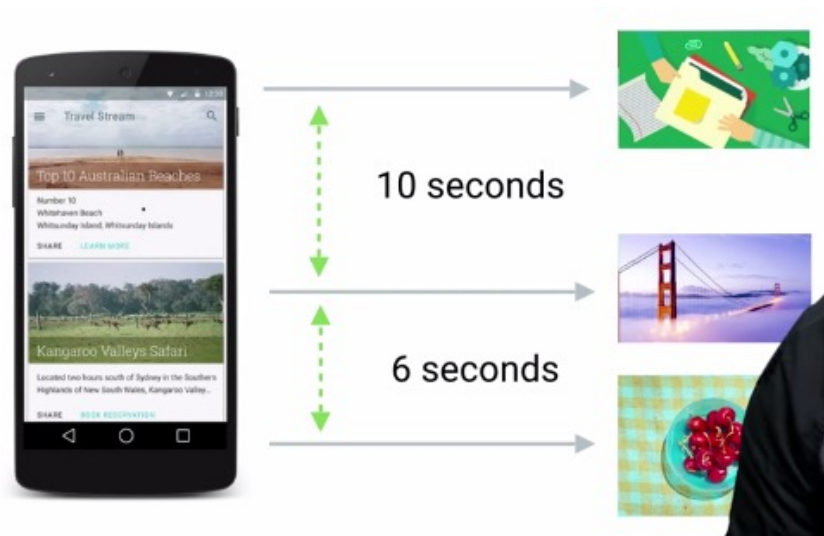 12:30
Travel Stream
Top 10 Australian Beaches
Number 10
Whitehaven Beach
Whitsunday Island, Whitsunday Islands
SHARE LEARN MORE
Kangaroo Valleys Safari
Located two hours south of Sydney in the Southern
Highlands of New South Wales, Kangaroo Valley...
SHARE BOOK RESERVATION
10 seconds
6 seconds